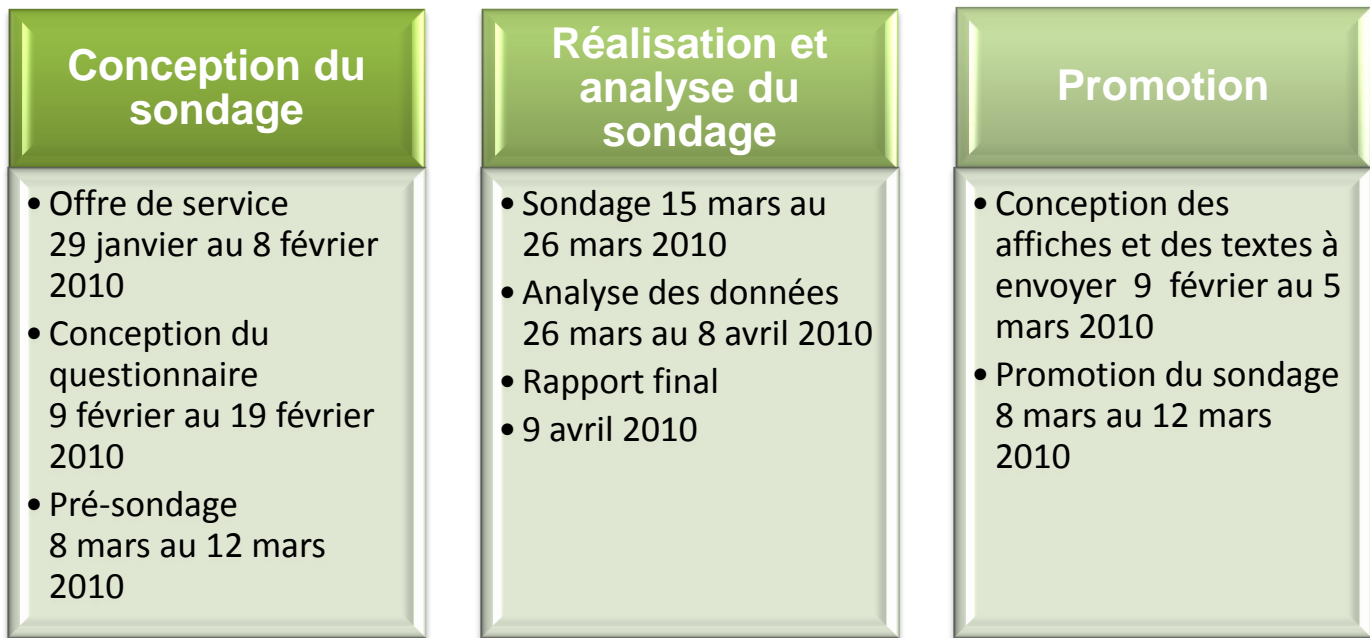 Conception du
sondage
• Offre de service
29 janvier au 8 février
2010
• Conception du
questionnaire
9 février au 19 février
2010
• Pré-sondage
8 mars au 12 mars
2010
Réalisation et
analyse du
sondage
• Sondage 15 mars au
26 mars 2010
• Analyse des données
26 mars au 8 avril 2010
• Rapport final
• 9 avril 2010
Promotion
• Conception des
affiches et des textes à
envoyer 9 février au 5
mars 2010
• Promotion du sondage
8 mars au 12 mars
2010